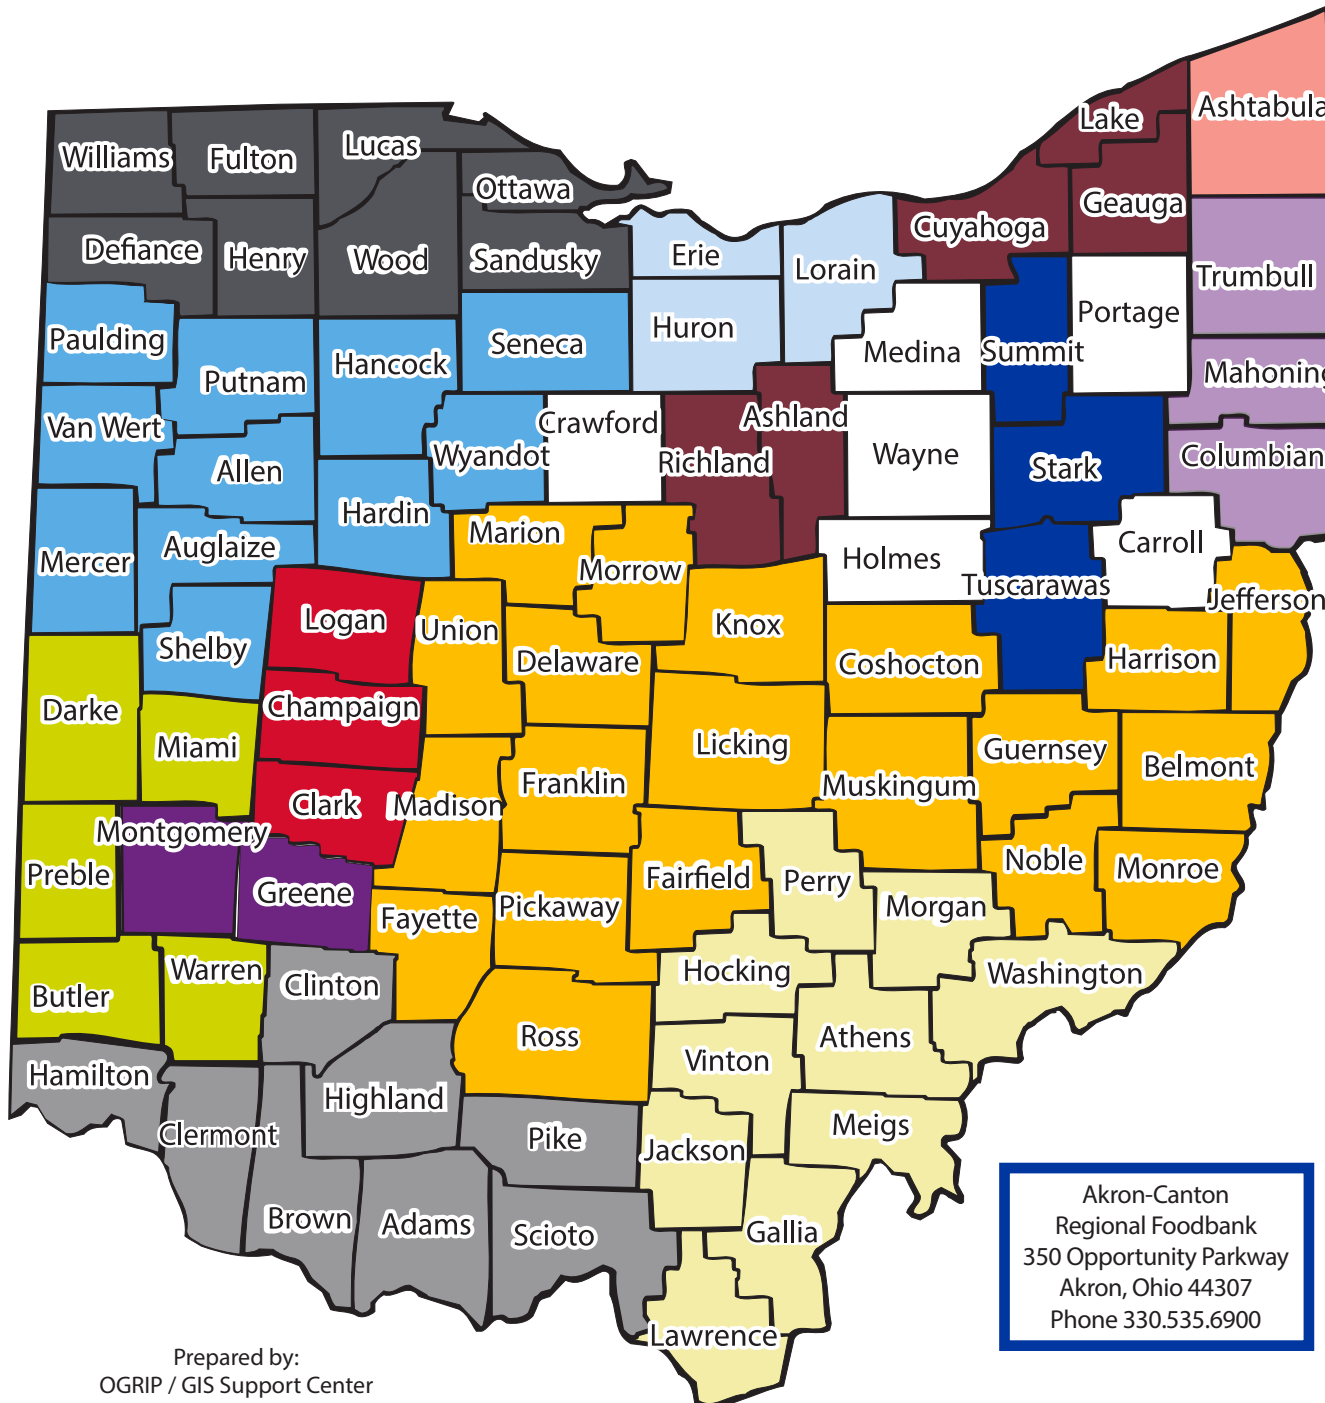 Ashtabula
Lake
Lucas
Williams
Fulton
Ottawa
Geauga
Cuyahoga
Defiance
Henry
Wood
Sandusky
Erie
Lorain
Trumbull
Portage
Huron
Paulding
Seneca
Medina
Summit
Hancock
Putnam
Mahoning
Ashland
Crawford
Van Wert
Wyandot
Richland
Wayne
Stark
Columbian
Allen
Hardin
Marion
Carroll
Auglaize
Mercer
Holmes
Morrow
Tuscarawas
Jefferson
Logan
Union
Knox
Shelby
Delaware
Coshocton
Harrison
Darke
Champaign
Miami
Licking
Guernsey
Belmont
Franklin
Muskingum
Clark
Madison
Montgomery
Noble
Monroe
Preble
Greene
Fairfield
Perry
Fayette
Pickaway
Morgan
Warren
Hocking
Washington
Clinton
Butler
Ross
Athens
Vinton
Hamilton
Highland
Meigs
Clermont
Pike
Jackson
Brown
Adams
Scioto
Gallia
Lawrence
Akron-Canton
Regional Foodbank
350 Opportunity Parkway
Akron, Ohio 44307
Phone 330.535.6900
Prepared by:
OGRIP / GIS Support Center